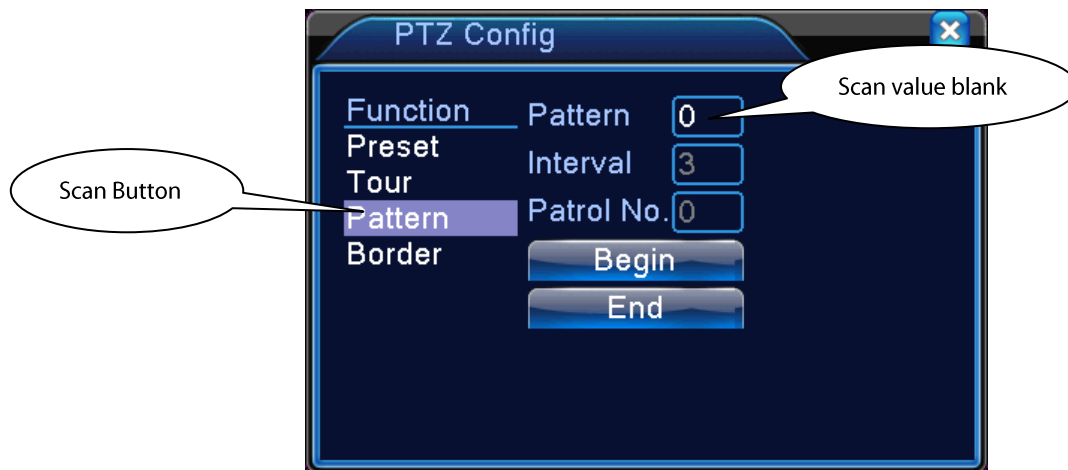 PTZ Config
Scan value blank
Function
Pattern 0
Preset
Interval 3
Tour
Scan Button
Pattern
Patrol No. 0
Border
Begin
End